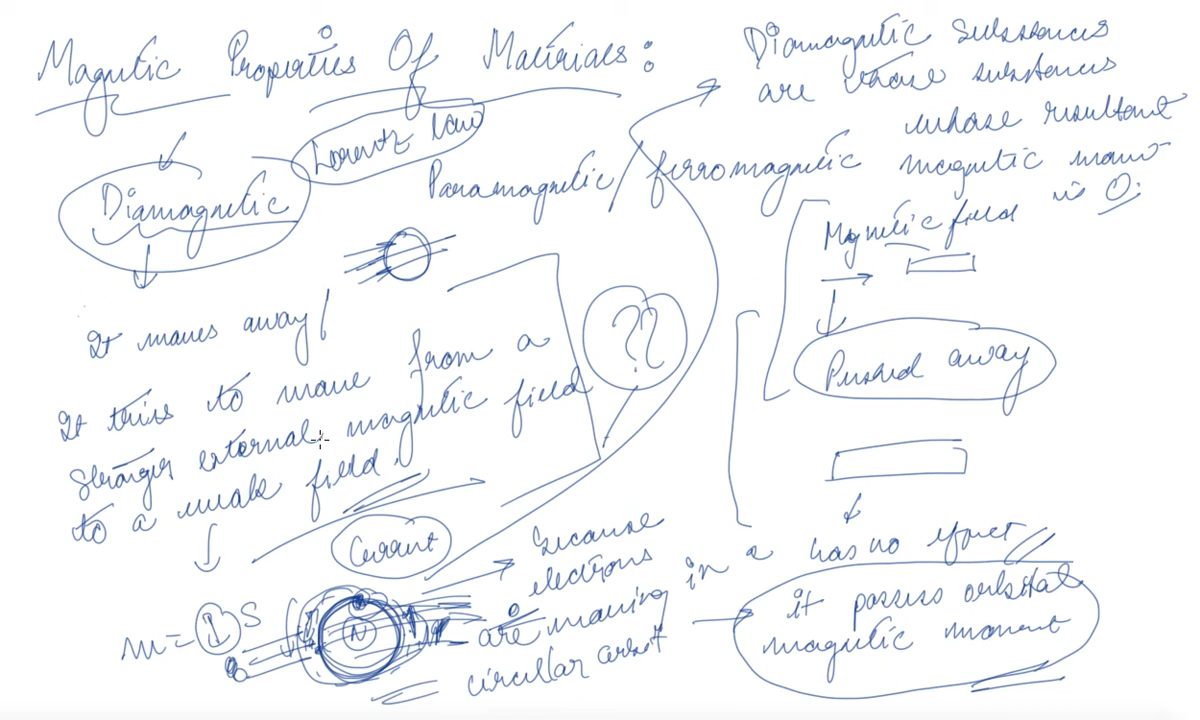 Magnetic Properties Of Materials :
Diamagnetic
Lorentz law
Paramagnetic / ferromagnetic
It moves away /
It tries to move from a
stronger external magnetic field
to a weak field.
Current
m = I S
N
??
because
electrons
are moving in a
circular orbit
Diamagnetic substances
are those substances
whose resultant
magnetic moment
is 0.
Magnetic field
Pushed away
has no effect
it possess orbital
magnetic moment